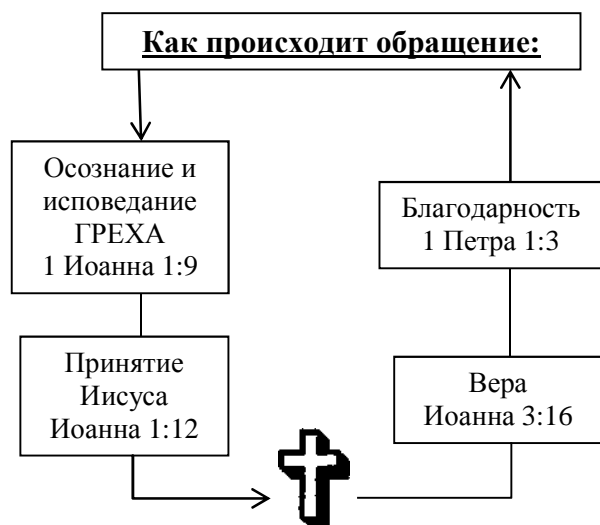 Как происходит обращение:
Осознание и
исповедание
ГРЕХА
1 Иоанна 1:9
Принятие
Иисуса
Иоанна 1:12
Вера
Иоанна 3:16
Благодарность
1 Петра 1:3